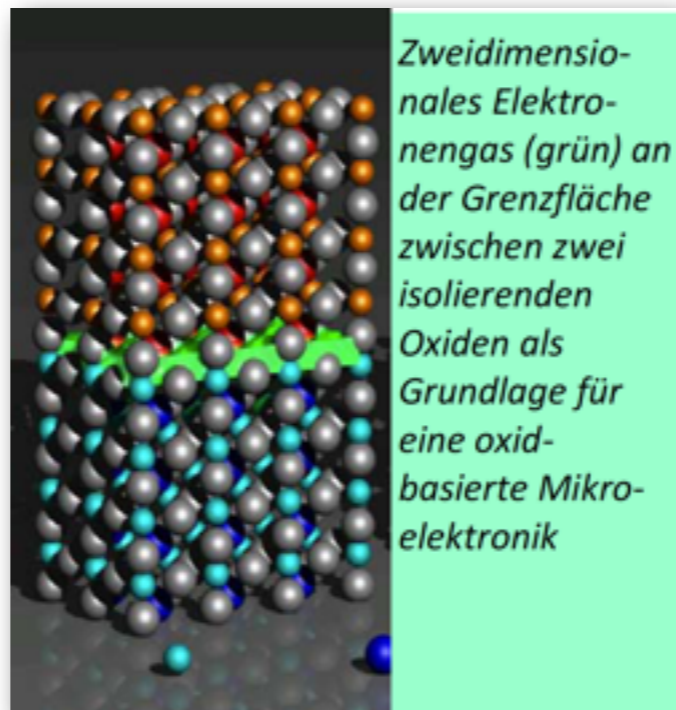 Zweidimensio-
nales Elektro-
nengas (grün) an
der Grenzfläche
zwischen zwei
isolierenden
Oxiden als
Grundlage für
eine oxid-
basierte Mikro-
elektronik